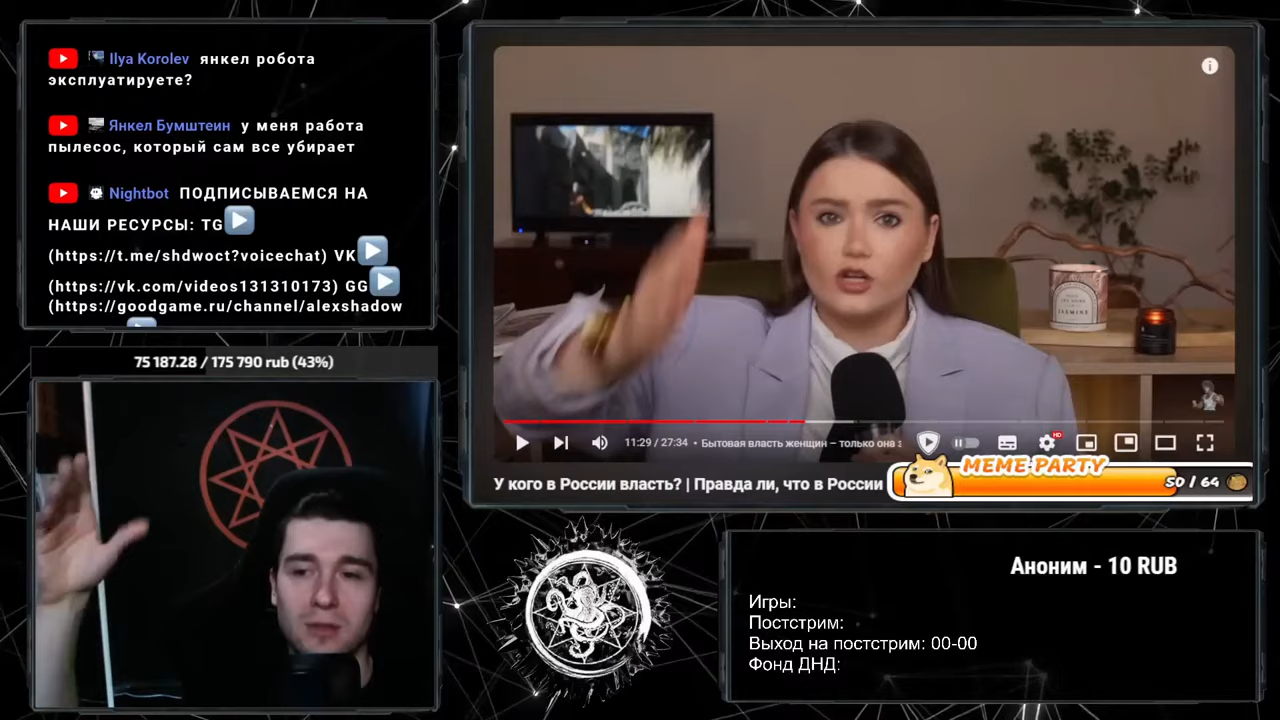 Ilya Korolev янкел робота
эксплуатируете?
Янкел Бумштеин у меня работа
пылесос, который сам все убирает
Nightbot ПОДПИСЫВАЕМСЯ НА
НАШИ РЕСУРСЫ: TG
(https://t.me/shdwoct?voicechat) VK
(https://vk.com/videos131310173) GG
(https://goodgame.ru/channel/alexshadow
75 187.28 / 175 790 rub (43%)
JASMINE
11:29 / 27:34 • Бытовая власть женщин – только она
HD
У кого в России власть? | Правда ли, что в России
MEME PARTY
50 / 64
Аноним - 10 RUB
Игры:
Постстрим:
Выход на постстрим: 00-00
Фонд ДНД: